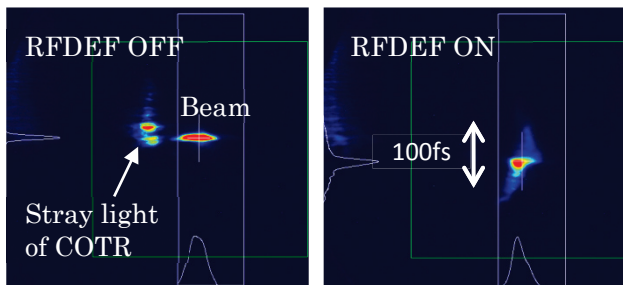 RFDEF OFF
Beam
Stray light
of COTR
RFDEF ON
100fs